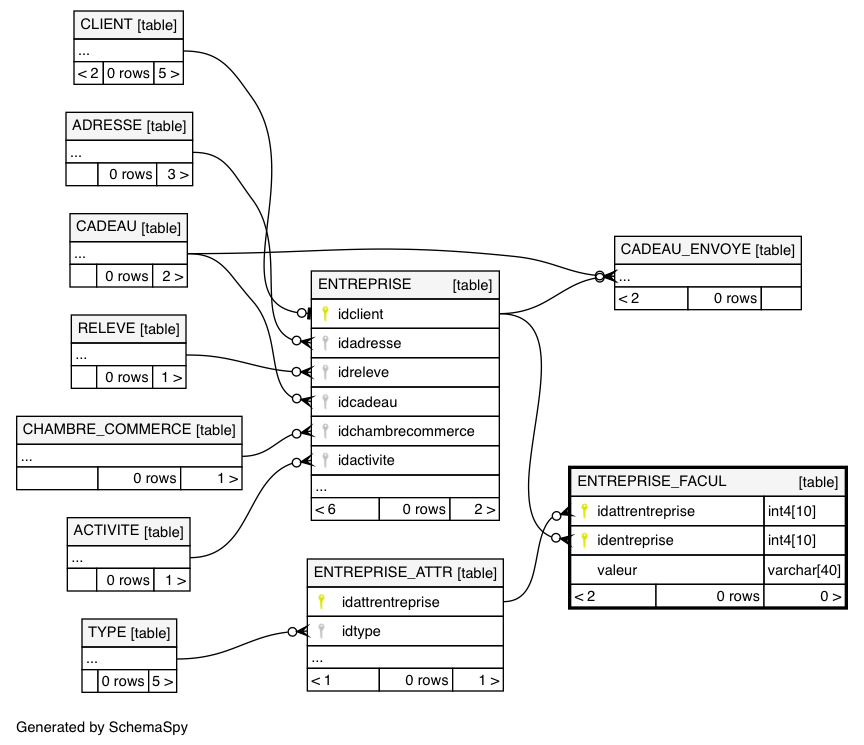 CLIENT [table]
...
< 2 0 rows 5 >
ADRESSE [table]
...
0 rows 3 >
CADEAU [table]
...
0 rows 2 >
RELEVE [table]
...
0 rows 1 >
CHAMBRE_COMMERCE [table]
...
0 rows 1 >
ACTIVITE [table]
...
0 rows 1 >
TYPE [table]
...
0 rows 5 >
ENTREPRISE [table]
idclient
idadresse
idreleve
idcadeau
idchambrecommerce
idactivite
...
< 6 0 rows 2 >
ENTREPRISE_ATTR [table]
idattrentreprise
idtype
...
< 1 0 rows 1 >
CADEAU_ENVOYE [table]
...
< 2 0 rows
ENTREPRISE_FACUL [table]
idattrentreprise int4[10]
identreprise int4[10]
valeur varchar[40]
< 2 0 rows 0 >
Generated by SchemaSpy